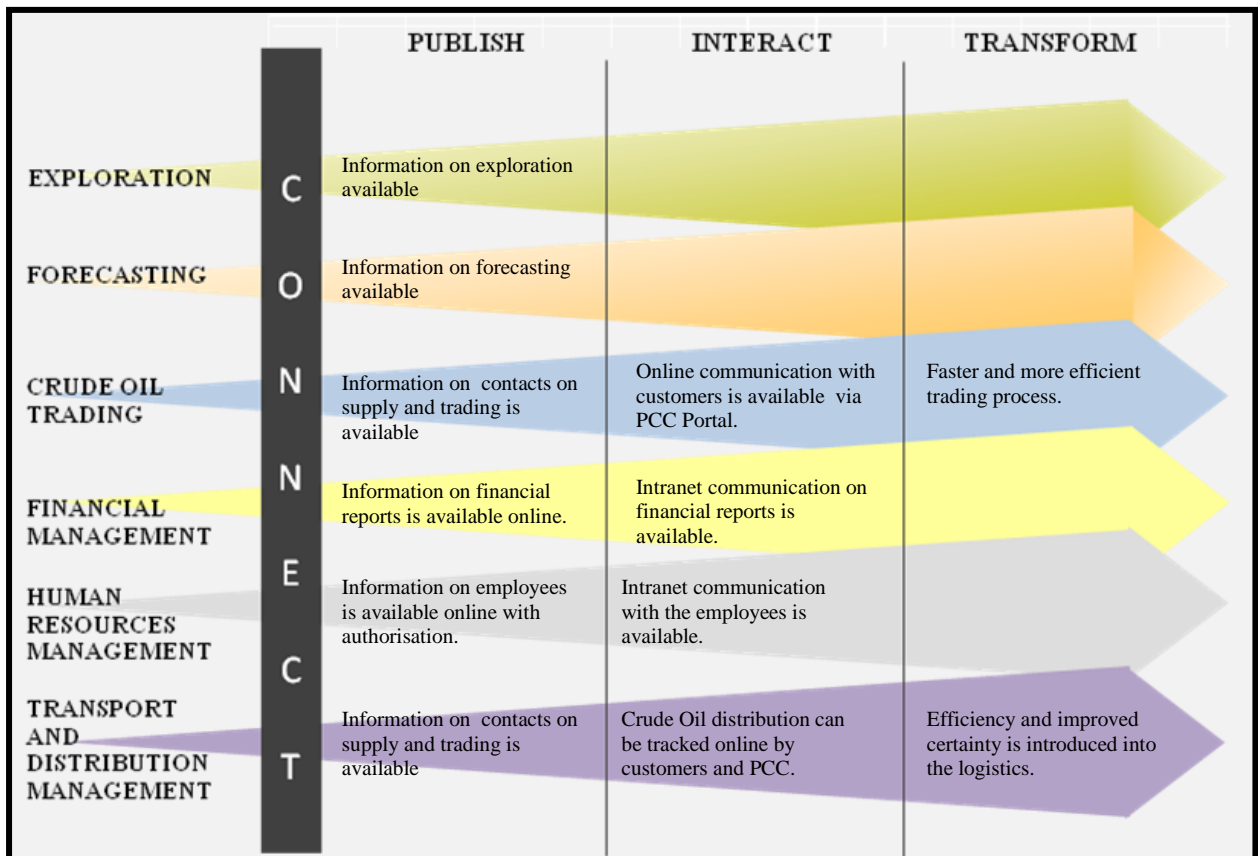 PUBLISH
INTERACT
TRANSFORM
C
O
N
N
E
C
T
EXPLORATION
Information on exploration
available
FORECASTING
Information on forecasting
available
CRUDE OIL
TRADING
Information on  contacts on
supply and trading is
available
Online communication with
customers is available  via
PCC Portal.
Faster and more efficient
trading process.
FINANCIAL
MANAGEMENT
Information on financial
reports is available online.
Intranet communication on
financial reports is
available.
HUMAN
RESOURCES
MANAGEMENT
Information on employees
is available online with
authorisation.
Intranet communication
with the employees is
available.
TRANSPORT
AND
DISTRIBUTION
MANAGEMENT
Information on  contacts on
supply and trading is
available
Crude Oil distribution can
be tracked online by
customers and PCC.
Efficiency and improved
certainty is introduced into
the logistics.